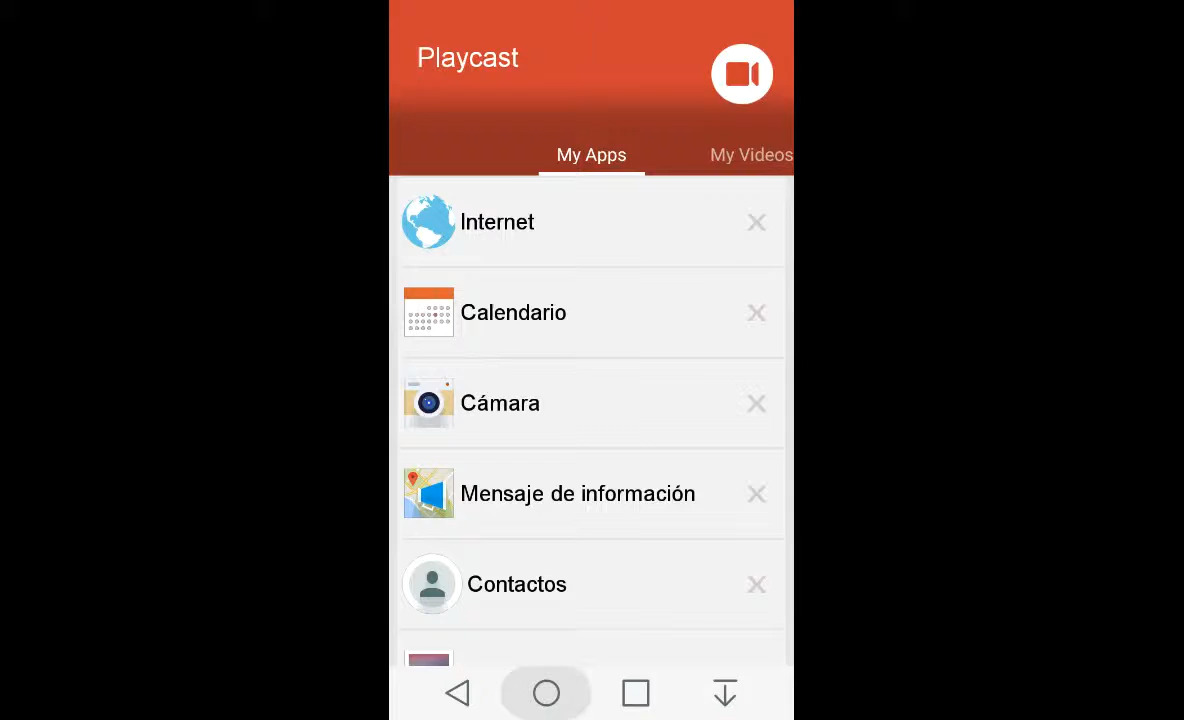 Playcast
My Apps My Videos
Internet
Calendario
Cámara
Mensaje de información
Contactos